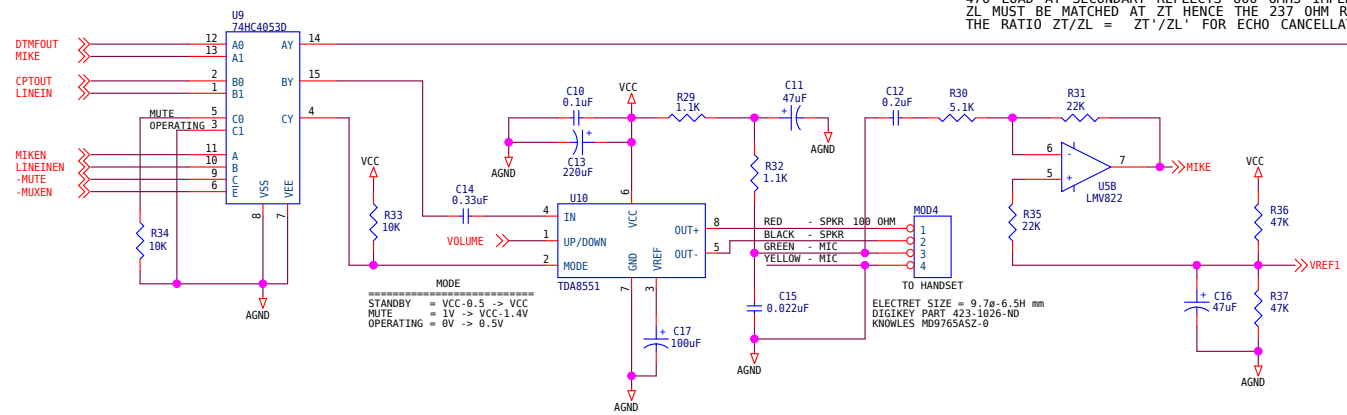 470 LOAD AT SECONDARY REFLECTS 600 OHMS
ZL MUST BE MATCHED AT ZT HENCE THE 237 OHM R
THE RATIO ZT/ZL = ZT'/ZL' FOR ECHO CANCELLA
U9
74HC4053D
DTMFOUT
MIKE
CPTOUT
LINEIN
MIKEN
LINEINEN
-MUTE
-MUXEN
12
13
2
1
5
3
11
10
9
6
A0
A1
B0
B1
C0
C1
A
B
C
E
AY
BY
CY
VSS
VEE
14
15
4
8
7
MUTE
OPERATING
R34
10K
AGND
VCC
R33
10K
C14
0.33uF
VOLUME
MODE
==========================
STANDBY = VCC-0.5 -> VCC
MUTE = 1V -> VCC-1.4V
OPERATING = 0V -> 0.5V
C10
0.1uF
C13
220uF
AGND
VCC
R29
1.1K
C11
47uF
AGND
R32
1.1K
U10
TDA8551
4
1
2
6
8
5
7
3
IN
UP/DOWN
MODE
VCC
GND
VREF
OUT+
OUT-
C17
100uF
AGND
RED - SPKR 100 OHM
BLACK - SPKR
GREEN - MIC
YELLOW - MIC
MOD4
1
2
3
4
TO HANDSET
C15
0.022uF
AGND
ELECTRET SIZE = 9.7ø-6.5H mm
DIGIKEY PART 423-1026-ND
KNOWLES MD9765ASZ-0
C12
0.2uF
R30
5.1K
R31
22K
6
5
7
-
+
U5B
LMV822
MIKE
R35
22K
VCC
R36
47K
VREF1
C16
47uF
R37
47K
AGND